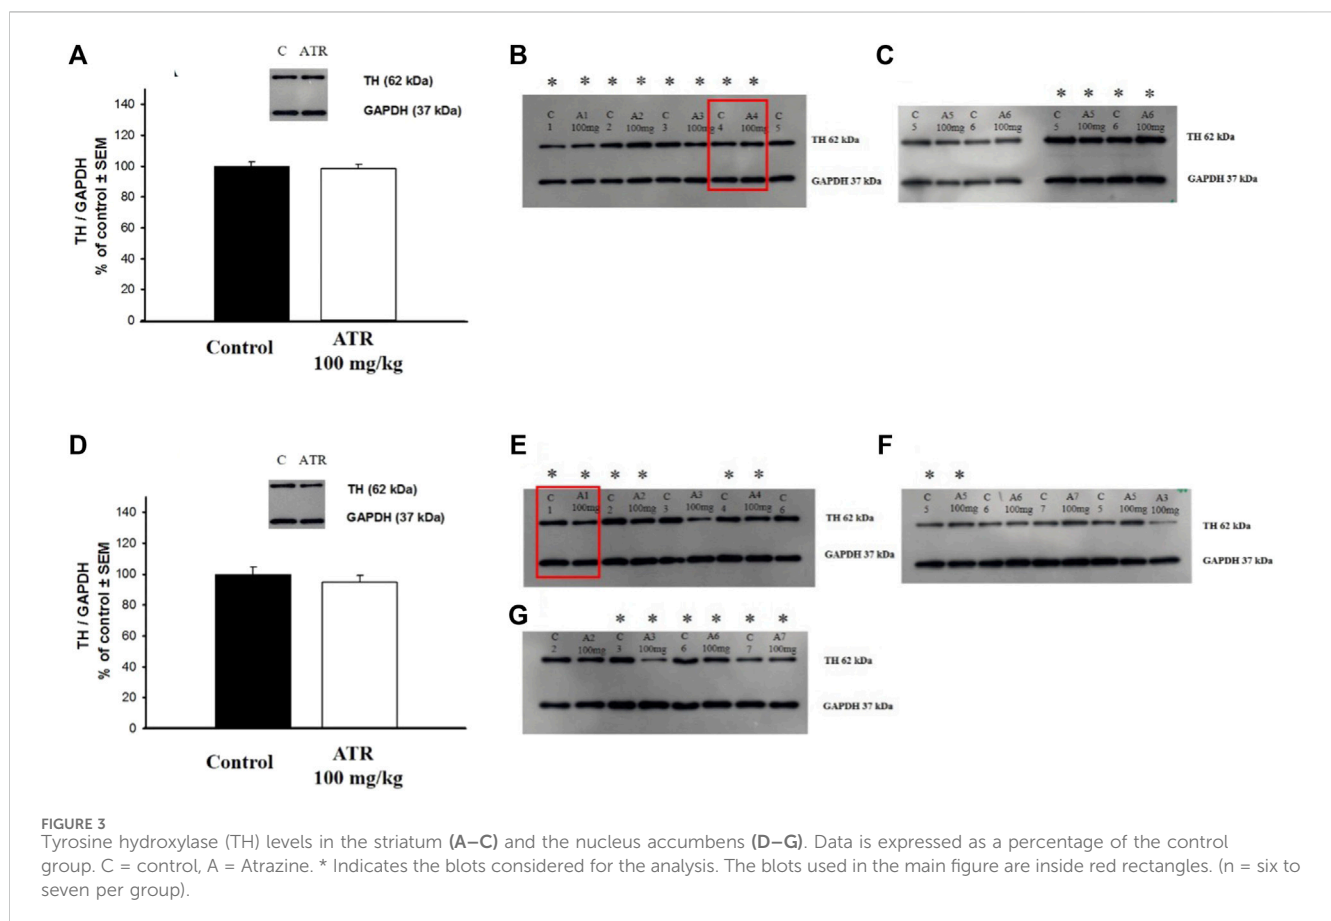 A
C ATR
TH (62 kDa)
GAPDH (37 kDa)
140
120
100
80
60
40
20
0
TH / GAPDH
% of control ± SEM
Control
ATR
100 mg/kg
B
* * * * * * * *
C A1 C A2 C A3 C A4 C
1 100mg 2 100mg 3 100mg 4 100mg 5
TH 62 kDa
GAPDH 37 kDa
C
* * * *
C A5 C A6 C A5 C A6
5 100mg 6 100mg 5 100mg 6 100mg
TH 62 kDa
GAPDH 37 kDa
D
C ATR
TH (62 kDa)
GAPDH (37 kDa)
140
120
100
80
60
40
20
0
TH / GAPDH
% of control ± SEM
Control
ATR
100 mg/kg
E
* * * * * *
C A1 C A2 C A3 C A4 C
1 100mg 2 100mg 3 100mg 4 100mg 6
TH 62 kDa
GAPDH 37 kDa
F
* *
C A5 C A6 C A7 C A5 A3
5 100mg 6 100mg 7 100mg 5 100mg 100mg
TH 62 kDa
GAPDH 37 kDa
G
* * * * * *
C A2 C A3 C A6 C A7
2 100mg 3 100mg 6 100mg 7 100mg
TH 62 kDa
GAPDH 37 kDa
FIGURE 3
Tyrosine hydroxylase (TH) levels in the striatum (A–C) and the nucleus accumbens (D–G). Data is expressed as a percentage of the control
group. C = control, A = Atrazine. * Indicates the blots considered for the analysis. The blots used in the main figure are inside red rectangles. (n = six to
seven per group).